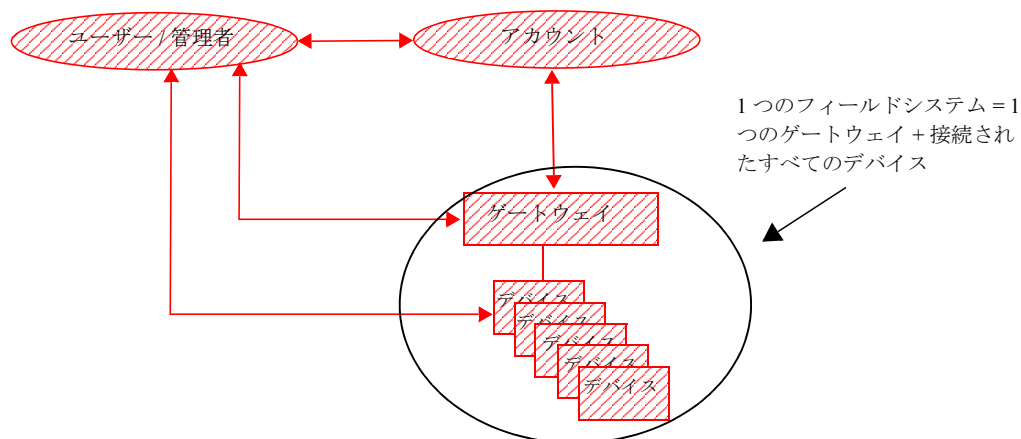 ユーザー / 管理者
アカウント
1 つのフィールドシステム = 1
つのゲートウェイ + 接続され
たすべてのデバイス
ゲートウェイ
デバイス
デバイス
デバイス
デバイス
デバイス